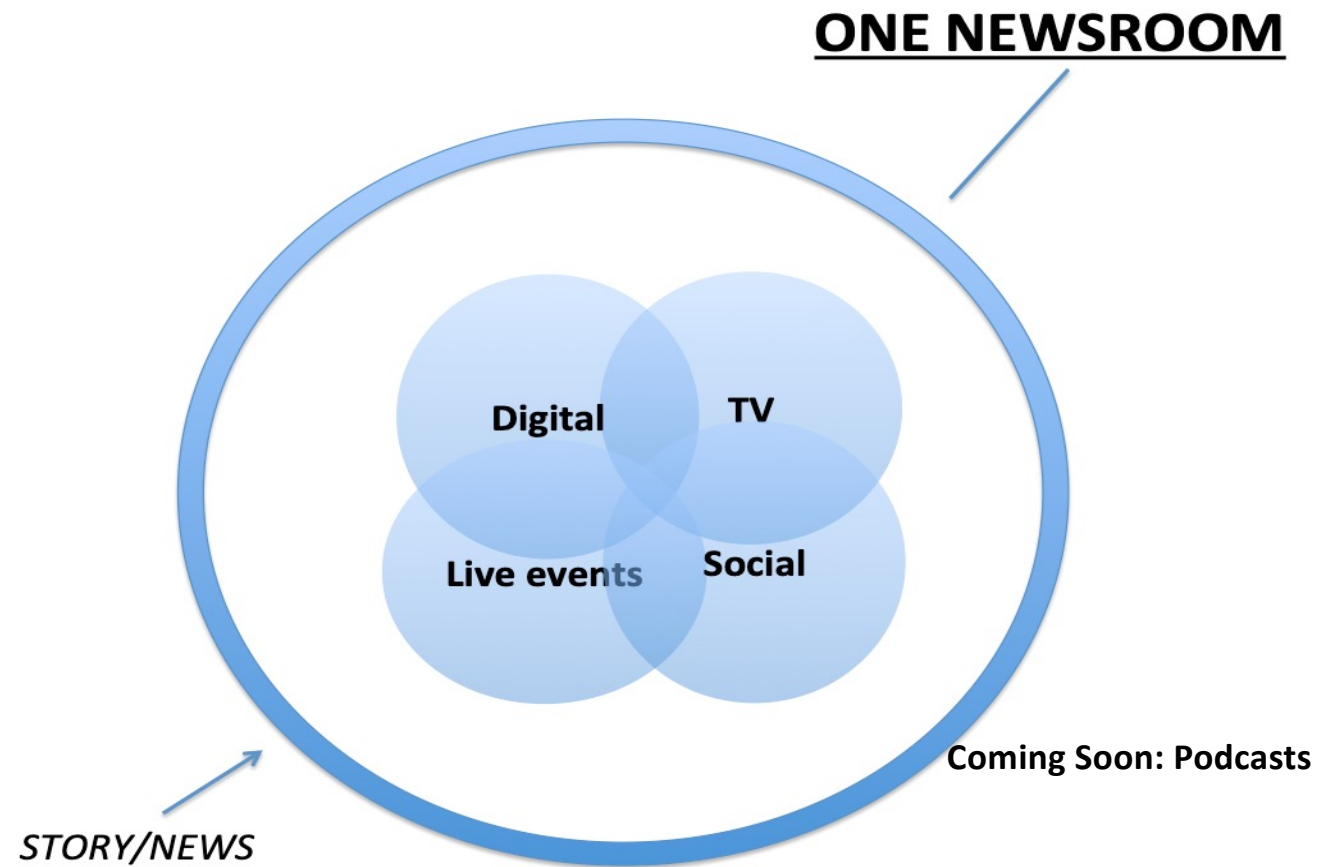 ONE NEWSROOM
Digital
TV
Live events
Social
Coming Soon: Podcasts
STORY/NEWS